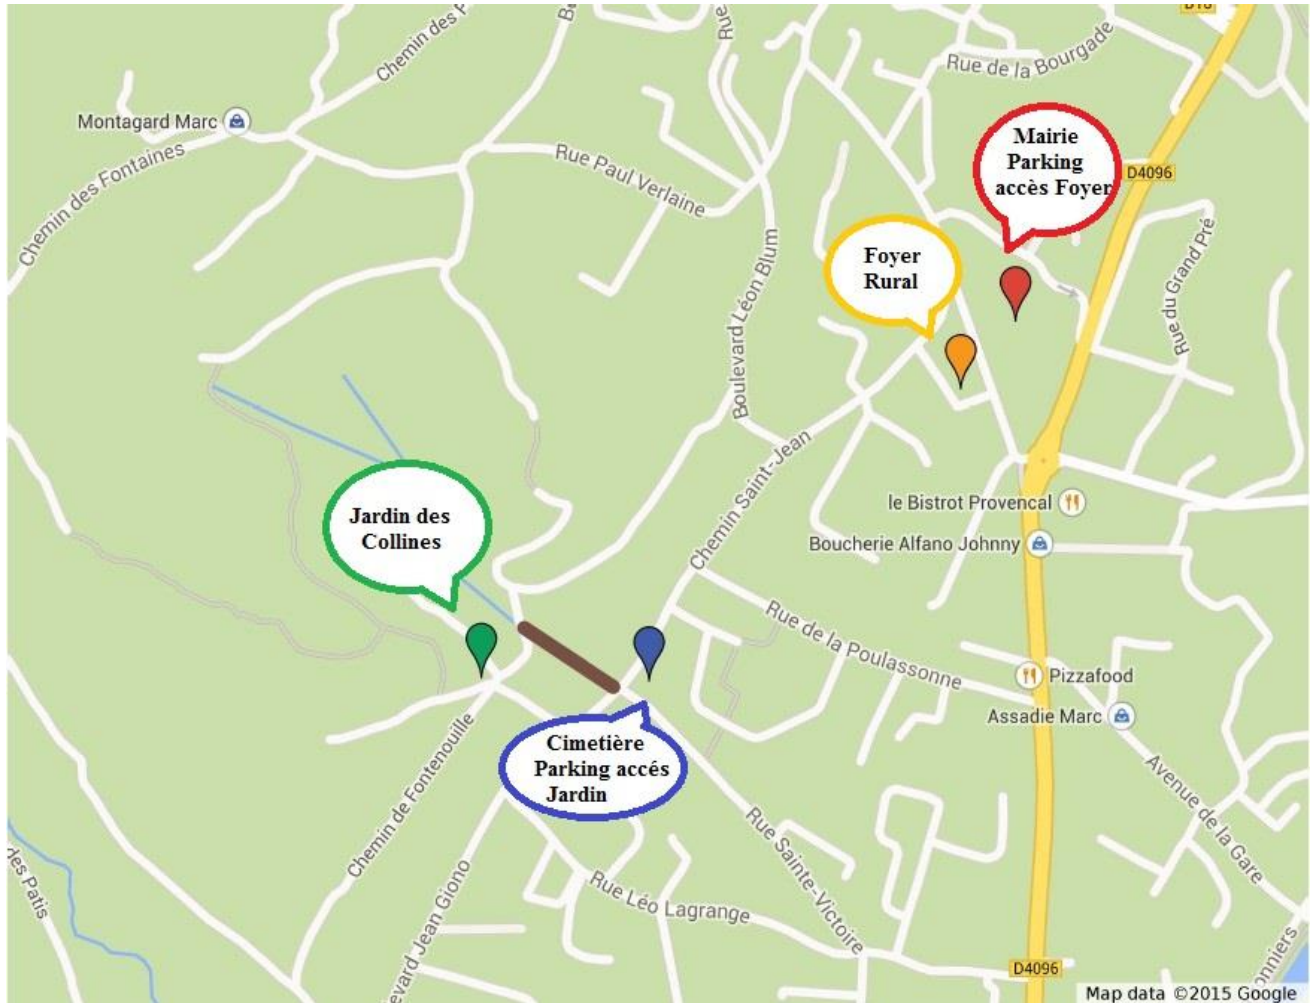 D18
Chemin des P
Rue
Rue de la Bourgade
Montagard Marc
Mairie
Parking
accès Foyer
D4096
Chemin des Fontaines
Rue Paul Verlaine
Rue du Grand Pré
Foyer
Rural
Boulevard Léon Blum
Chemin Saint-Jean
le Bistrot Provencal
Jardin des
Collines
Boucherie Alfano Johnny
Rue de la Poulassonne
Pizzafood
Assadie Marc
Cimetière
Parking accés
Jardin
Chemin de Fontenouille
Avenue de la Gare
des Patis
Rue Sainte-Victoire
Rue Léo Lagrange
evard Jean Giono
onniers
D4096
Map data ©2015 Google